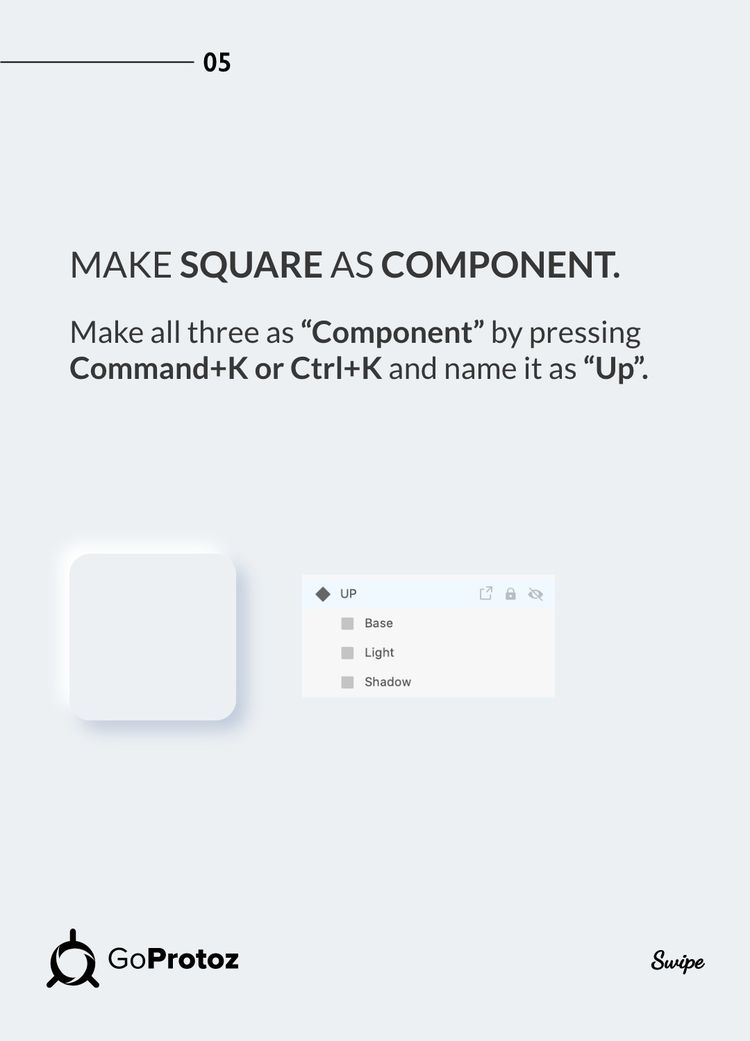 05
MAKE SQUARE AS COMPONENT.
Make all three as “Component” by pressing
Command+K or Ctrl+K and name it as “Up”.
UP
Base
Light
Shadow
GoProtoz
Swipe